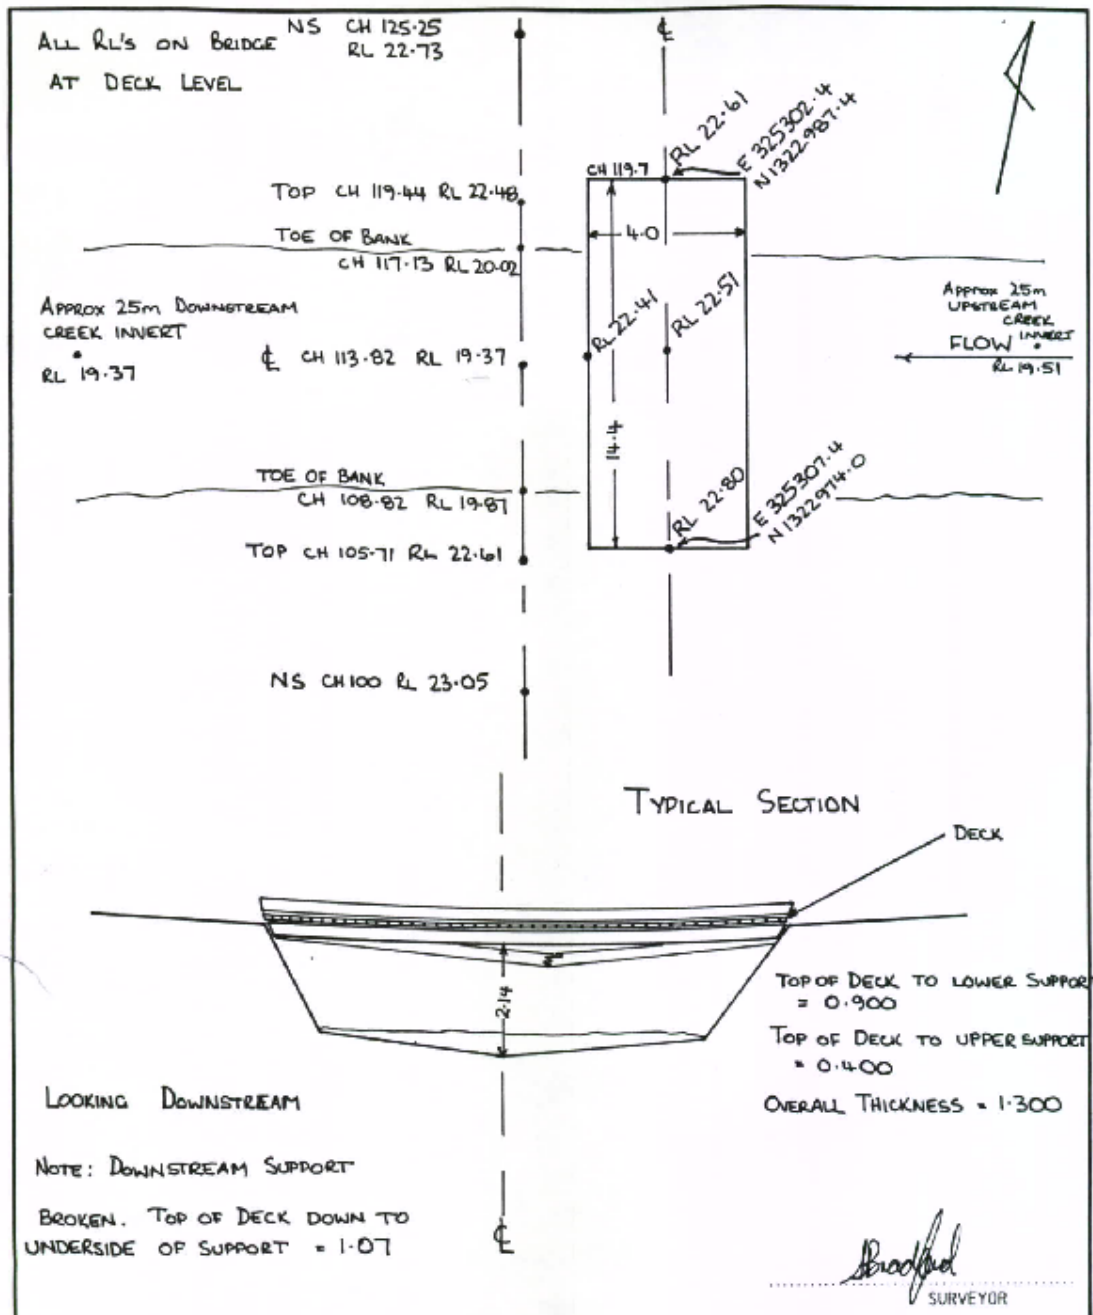 ALL RL'S ON BRIDGE
AT DECK LEVEL
NS CH 125.25
RL 22.73
℄
RL 22.61
E 325302.4
N 1322987.4
CH 119.7
TOP CH 119.44 RL 22.48
TOE OF BANK
CH 117.13 RL 20.02
4.0
APPROX 25m DOWNSTREAM
CREEK INVERT
RL 19.37
℄ CH 113.82 RL 19.37
RL 22.41
RL 22.51
APPROX 25m
UPSTREAM
CREEK
INVERT
FLOW
RL 19.51
14.4
TOE OF BANK
CH 108.82 RL 19.87
TOP CH 105.71 RL 22.61
RL 22.80
E 325307.4
N 1322974.0
NS CH 100 RL 23.05
TYPICAL SECTION
DECK
2.14
TOP OF DECK TO LOWER SUPPORT
= 0.900
TOP OF DECK TO UPPER SUPPORT
= 0.400
OVERALL THICKNESS = 1.300
LOOKING DOWNSTREAM
NOTE: DOWNSTREAM SUPPORT
BROKEN. TOP OF DECK DOWN TO
UNDERSIDE OF SUPPORT = 1.07
℄
SBradford
SURVEYOR